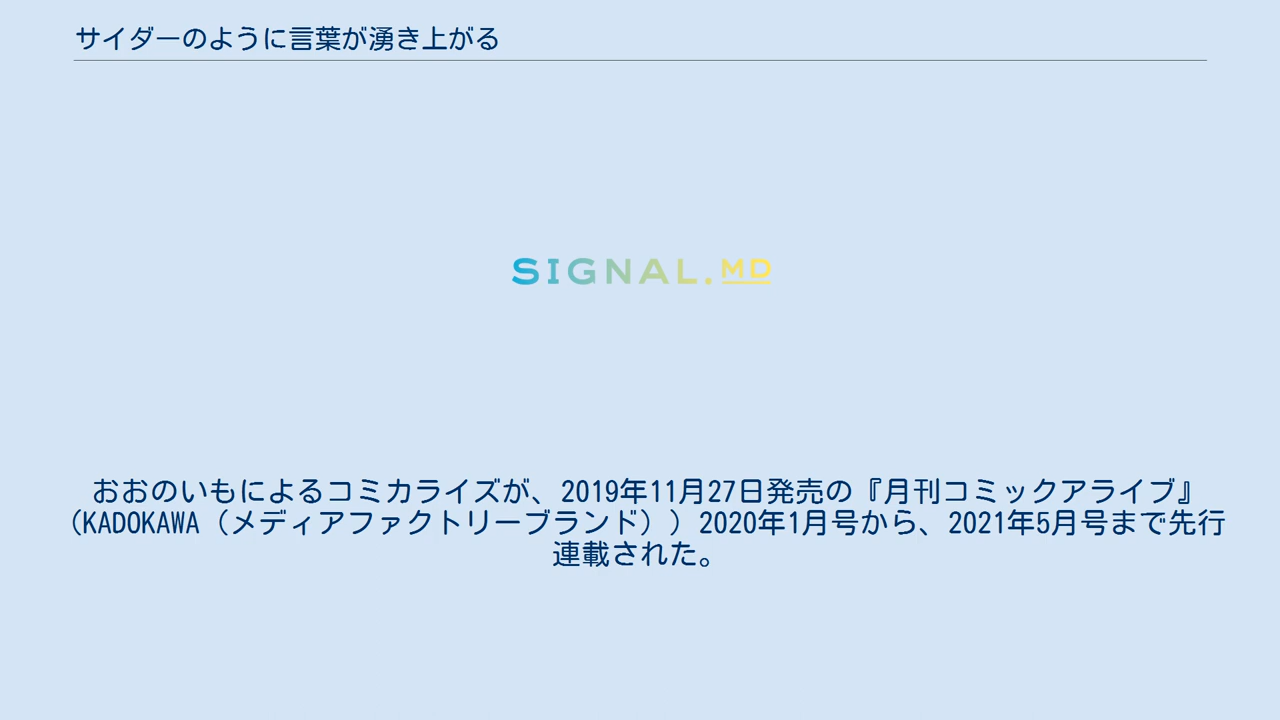 サイダーのように言葉が湧き上がる
SIGNAL.MD
おおのいもによるコミカライズが、2019年11月27日発売の『月刊コミックアライブ』
（KADOKAWA（メディアファクトリーブランド））2020年1月号から、2021年5月号まで先行
連載された。